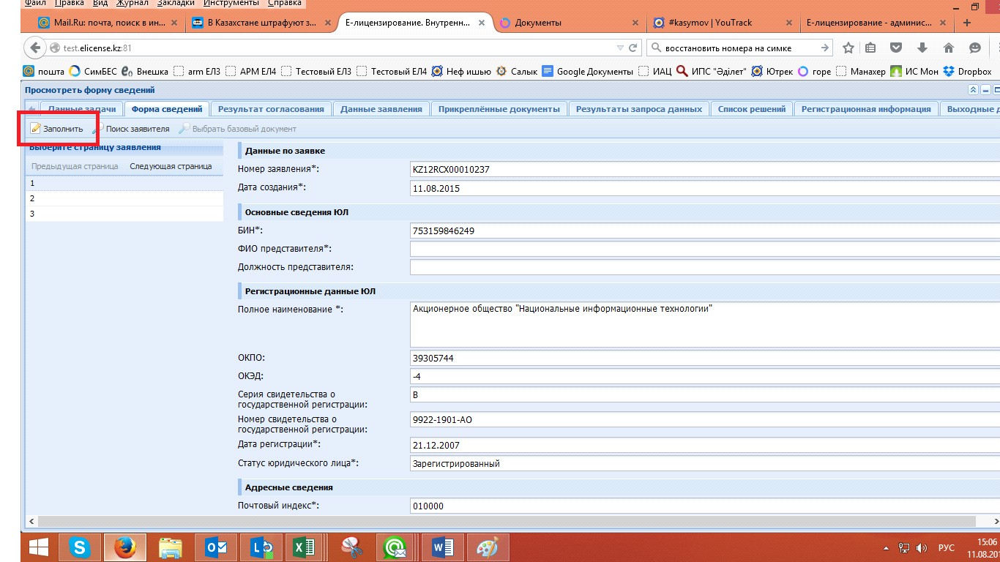 Файл Правка Вид Журнал Закладки Инструменты Справка
Mail.Ru: почта, поиск в ин... В Казахстане штрафуют з... Е-лицензирование. Внутренн... Документы #kasymov | YouTrack Е-лицензирование - админис...
test.elicense.kz:81 восстановить номера на симке
пошта СимБЕС Внешка arm ЕЛ3 АРМ ЕЛ4 Тестовый ЕЛ3 Тестовый ЕЛ4 Неф ишью Салык Google Документы ИАЦ ИПС "Әділет" Ютрек горе Манахер ИС Мон Dropbox
Просмотреть форму сведений
Данные задачи Форма сведений Результат согласования Данные заявления Прикреплённые документы Результаты запроса данных Список решений Регистрационная информация Выходные д
Заполнить Поиск заявителя Выбрать базовый документ
Выберите страницу заявления
Предыдущая страница Следующая страница
1
2
3
Данные по заявке
Номер заявления*: KZ12RCX00010237
Дата создания*: 11.08.2015
Основные сведения ЮЛ
БИН*: 753159846249
ФИО представителя*:
Должность представителя:
Регистрационные данные ЮЛ
Полное наименование *: Акционерное общество "Национальные информационные технологии"
ОКПО: 39305744
ОКЭД: -4
Серия свидетельства о
государственной регистрации: B
Номер свидетельства о
государственной регистрации: 9922-1901-АО
Дата регистрации*: 21.12.2007
Статус юридического лица*: Зарегистрированный
Адресные сведения
Почтовый индекс*: 010000
РУС 15:06
11.08.20